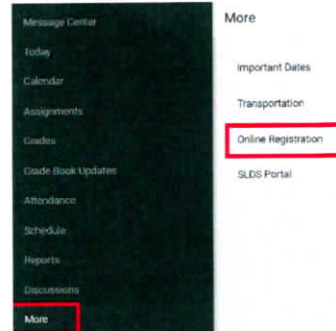 Message Center
Today
Calendar
Assignments
Grades
Grade Book Updates
Attendance
Schedule
Reports
Discussions
More
More
Important Dates
Transportation
Online Registration
SLDS Portal